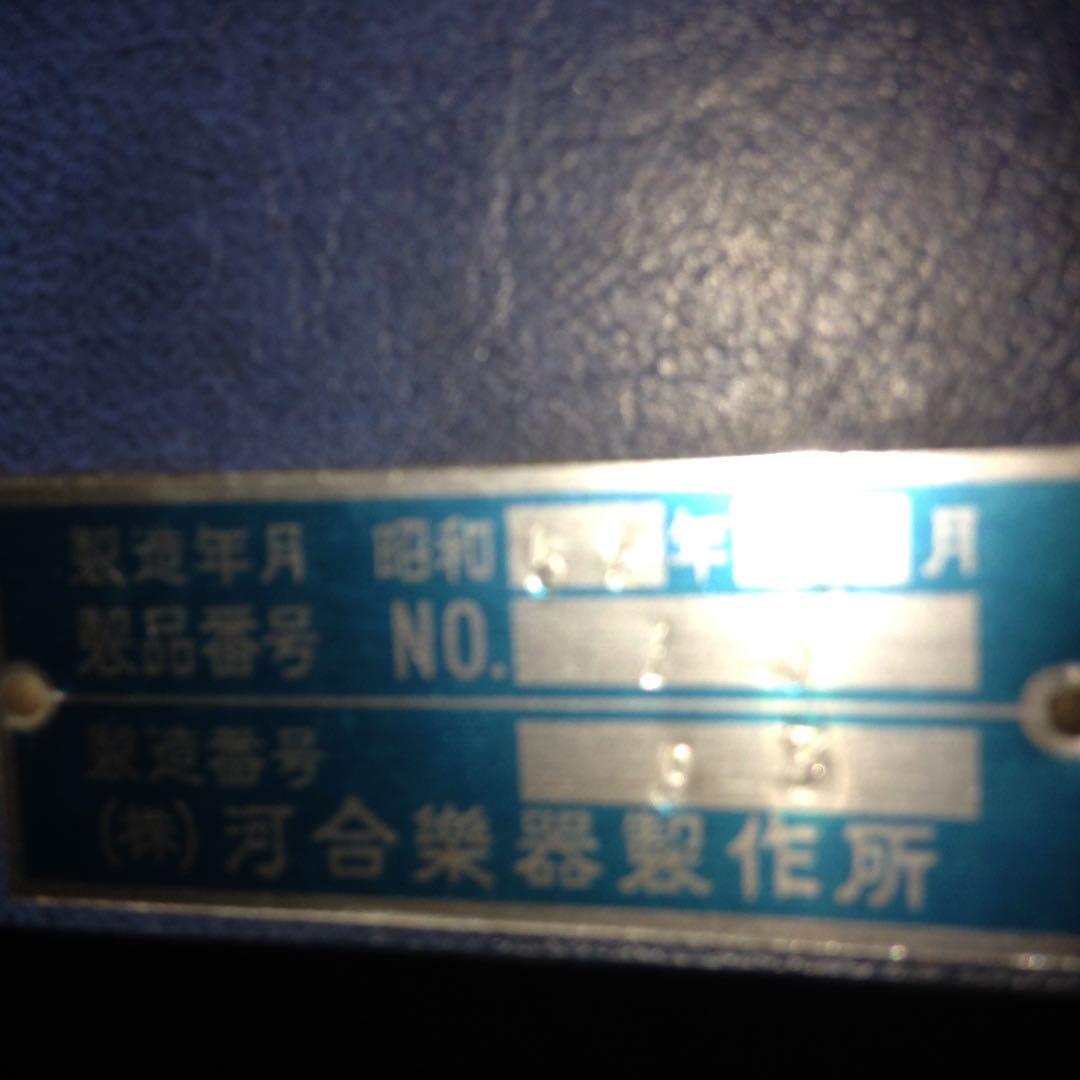 製造年月 昭和 年 月
製品番号 NO.
製造番号
(株)河合樂器製作所